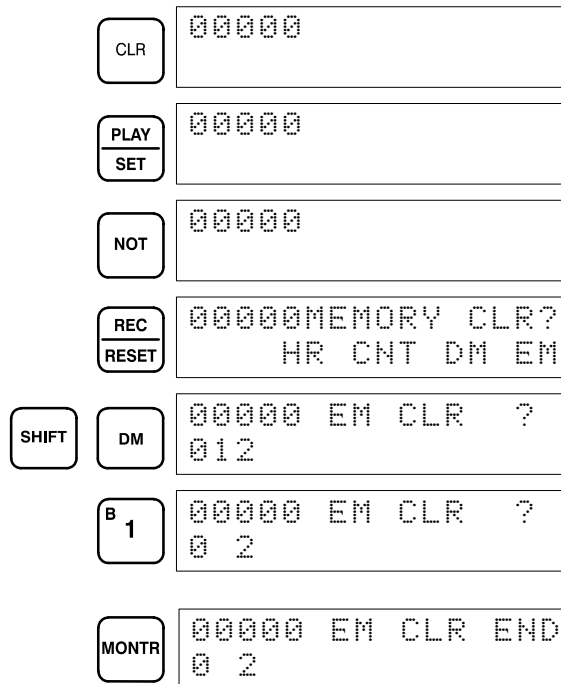 CLR
00000
PLAY
SET
00000
NOT
00000
REC
RESET
00000MEMORY CLR?
HR CNT DM EM
SHIFT
DM
00000 EM CLR ?
012
B
1
00000 EM CLR ?
0 2
MONTR
00000 EM CLR END
0 2